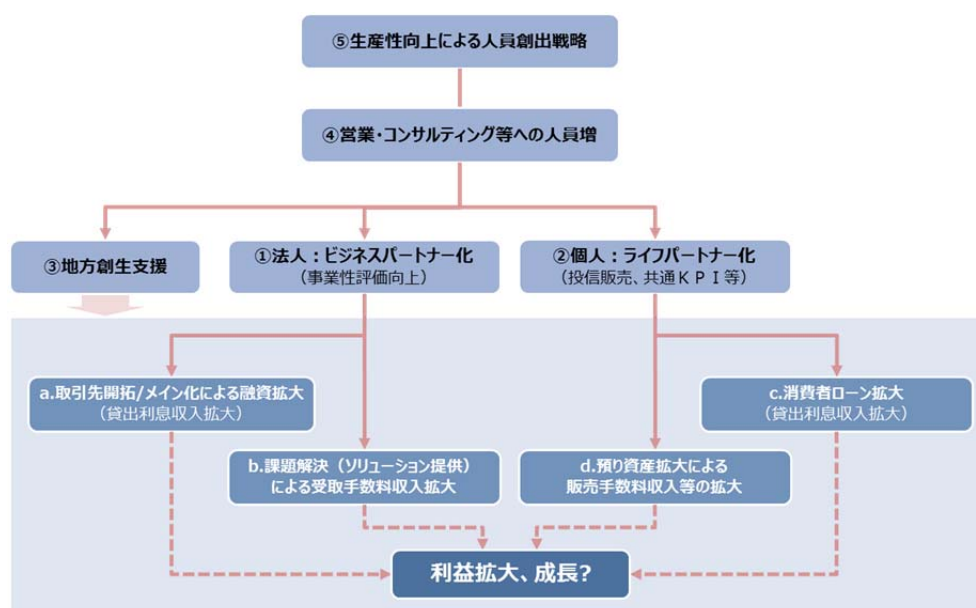 ⑤生産性向上による人員創出戦略
④営業・コンサルティング等への人員増
③地方創生支援
①法人：ビジネスパートナー化
（事業性評価向上）
②個人：ライフパートナー化
（投信販売、共通ＫＰＩ等）
a.取引先開拓/メイン化による融資拡大
（貸出利息収入拡大）
c.消費者ローン拡大
（貸出利息収入拡大）
b.課題解決（ソリューション提供）
による受取手数料収入拡大
d.預り資産拡大による
販売手数料収入等の拡大
利益拡大、成長?